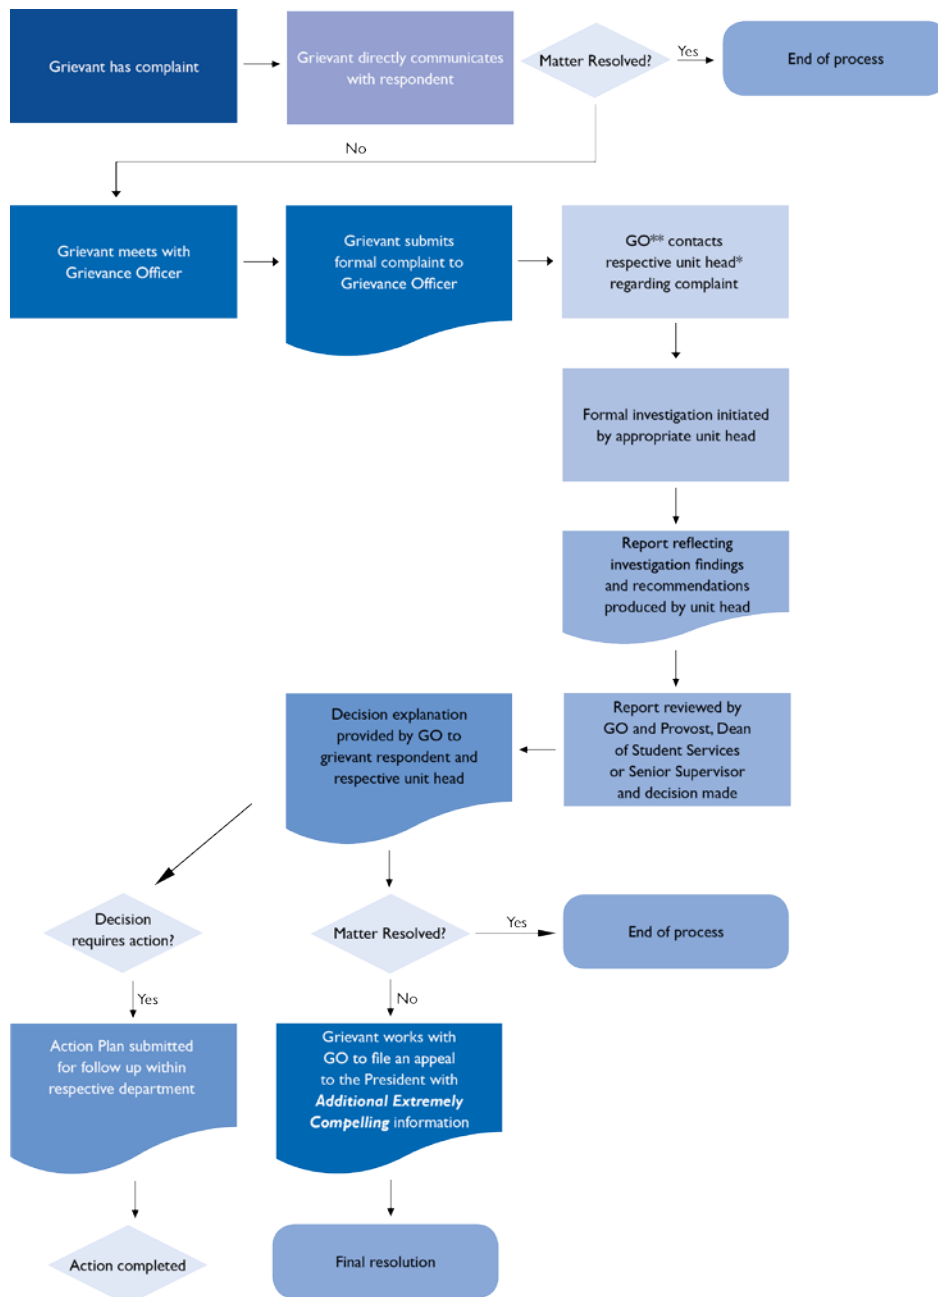 Grievant has complaint
Grievant directly communicates
with respondent
Matter Resolved?
Yes
End of process
No
Grievant meets with
Grievance Officer
Grievant submits
formal complaint to
Grievance Officer
GO** contacts
respective unit head*
regarding complaint
Formal investigation initiated
by appropriate unit head
Report reflecting
investigation findings
and recommendations
produced by unit head
Report reviewed by
GO and Provost, Dean
of Student Services
or Senior Supervisor
and decision made
Decision explanation
provided by GO to
grievant respondent and
respective unit head
Decision
requires action?
Matter Resolved?
Yes
End of process
Yes
No
Action Plan submitted
for follow up within
respective department
Grievant works with
GO to file an appeal
to the President with
Additional Extremely
Compelling information
Action completed
Final resolution